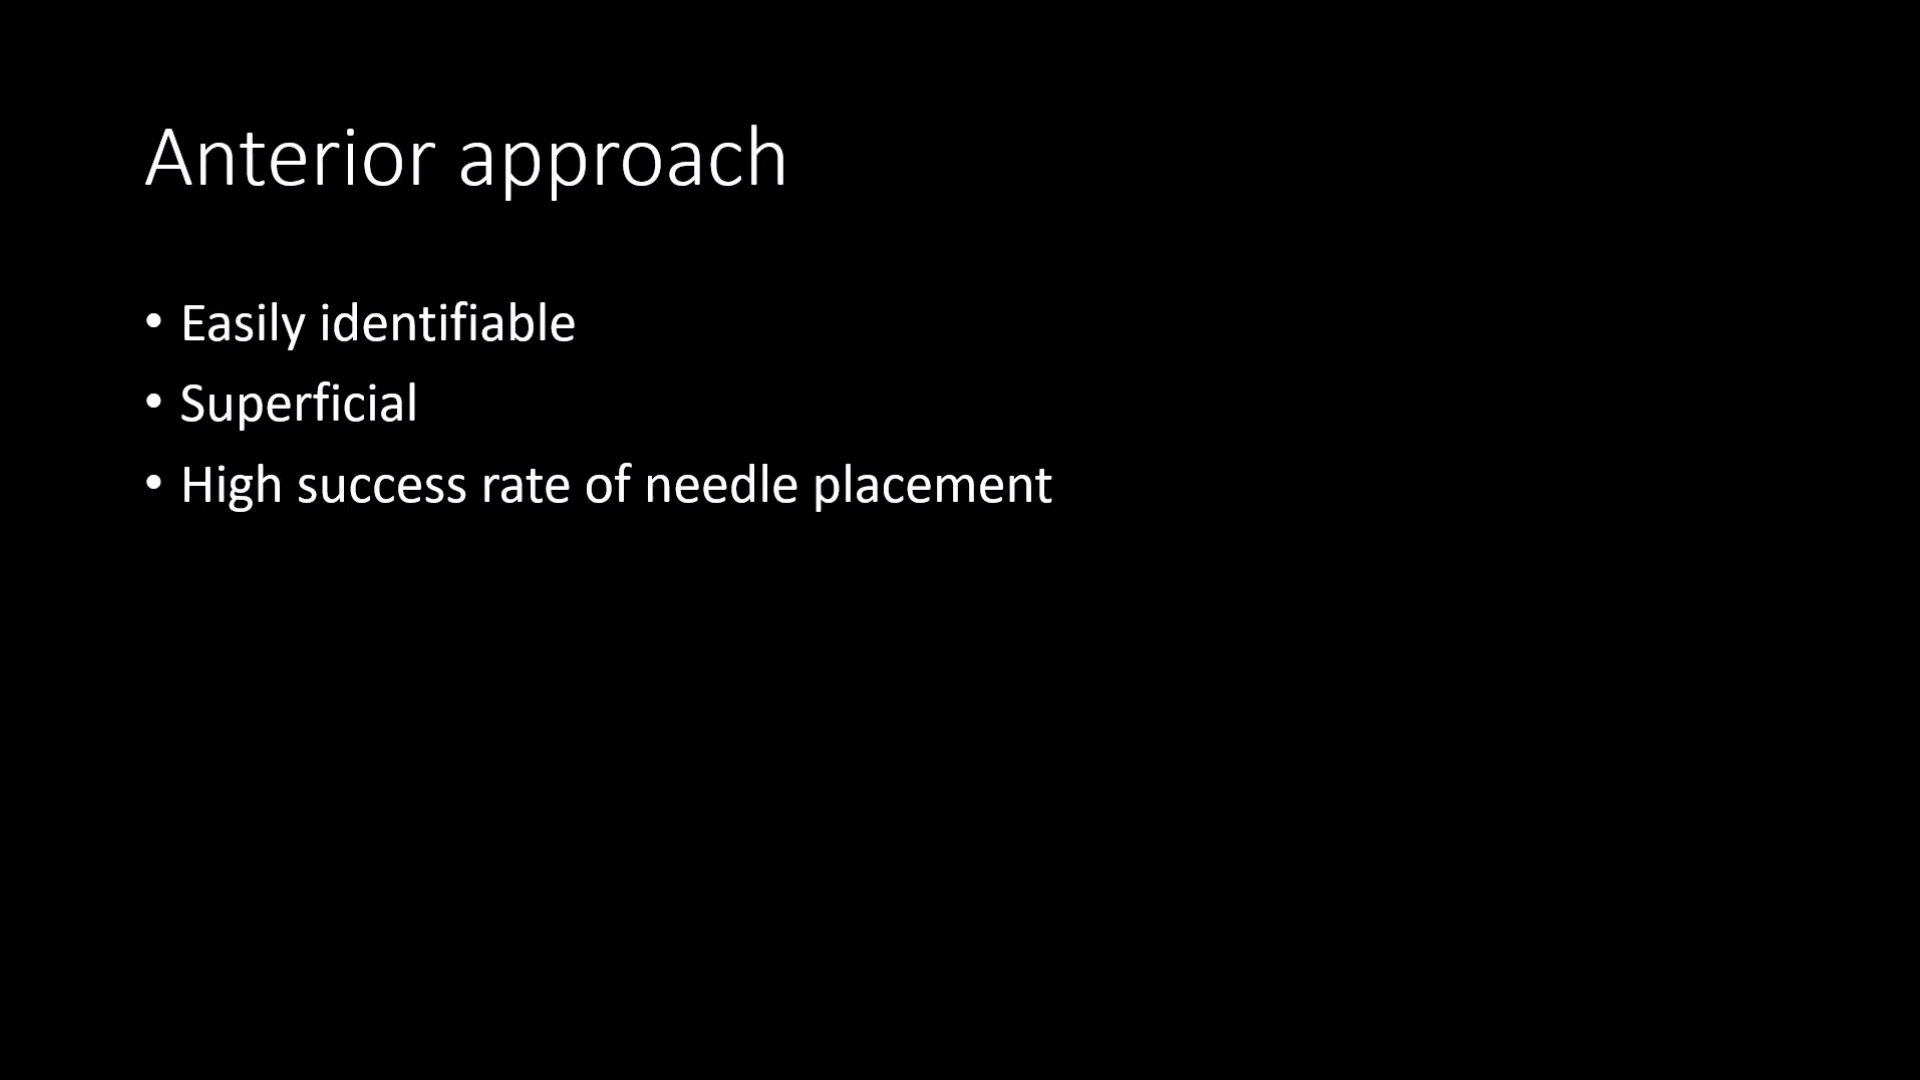 Anterior approach
• Easily identifiable
• Superficial
• High success rate of needle placement